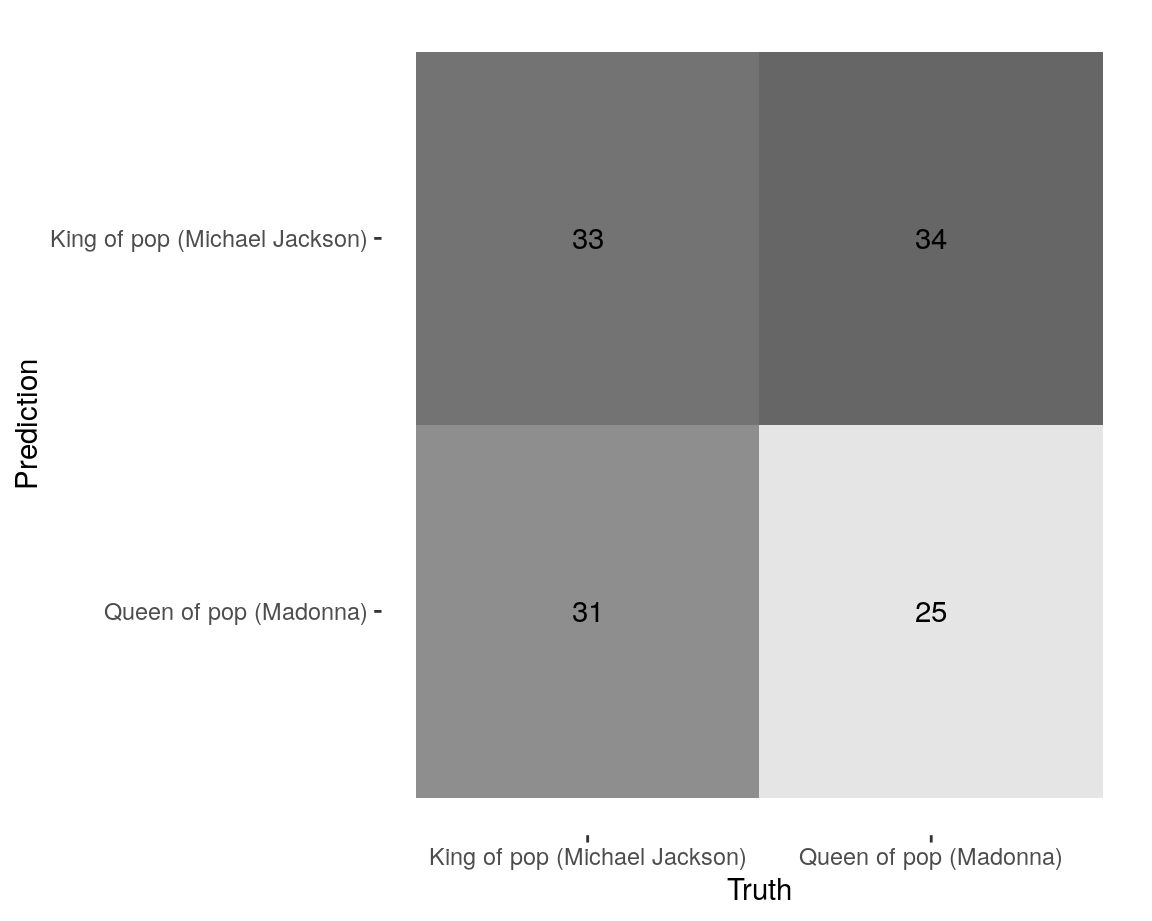 King of pop (Michael Jackson)
33
34
Prediction
Queen of pop (Madonna)
31
25
King of pop (Michael Jackson)
Queen of pop (Madonna)
Truth